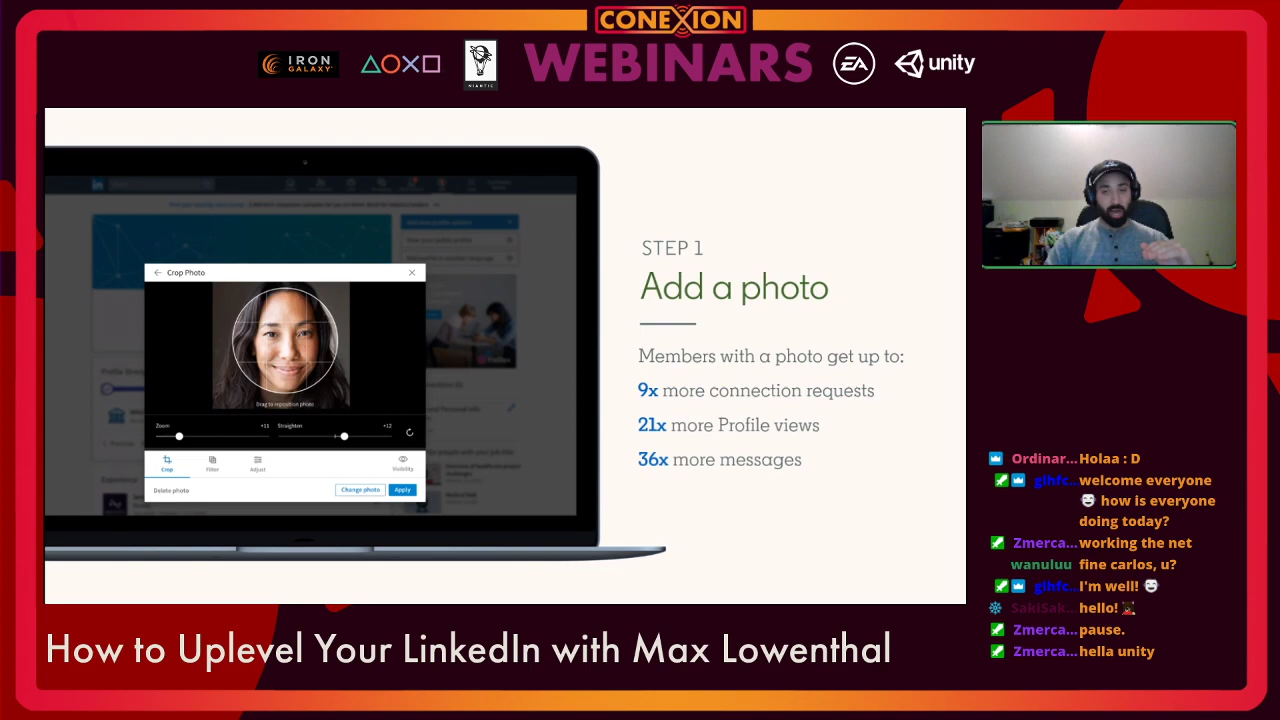 CONEXION
IRON
GALAXY
NIANTIC
WEBINARS
EA
unity
Crop Photo
Drag to reposition photo
Zoom
+11
Straighten
+12
Crop
Filter
Adjust
Visibility
Delete photo
Change photo
Apply
STEP 1
Add a photo
Members with a photo get up to:
9x more connection requests
21x more Profile views
36x more messages
Ordinar... Holaa : D
glhfc... welcome everyone
how is everyone
doing today?
Zmerca... working the net
wanuluu fine carlos, u?
glhfc... I'm well!
SakiSak... hello!
Zmerca... pause.
Zmerca... hella unity
How to Uplevel Your LinkedIn with Max Lowenthal